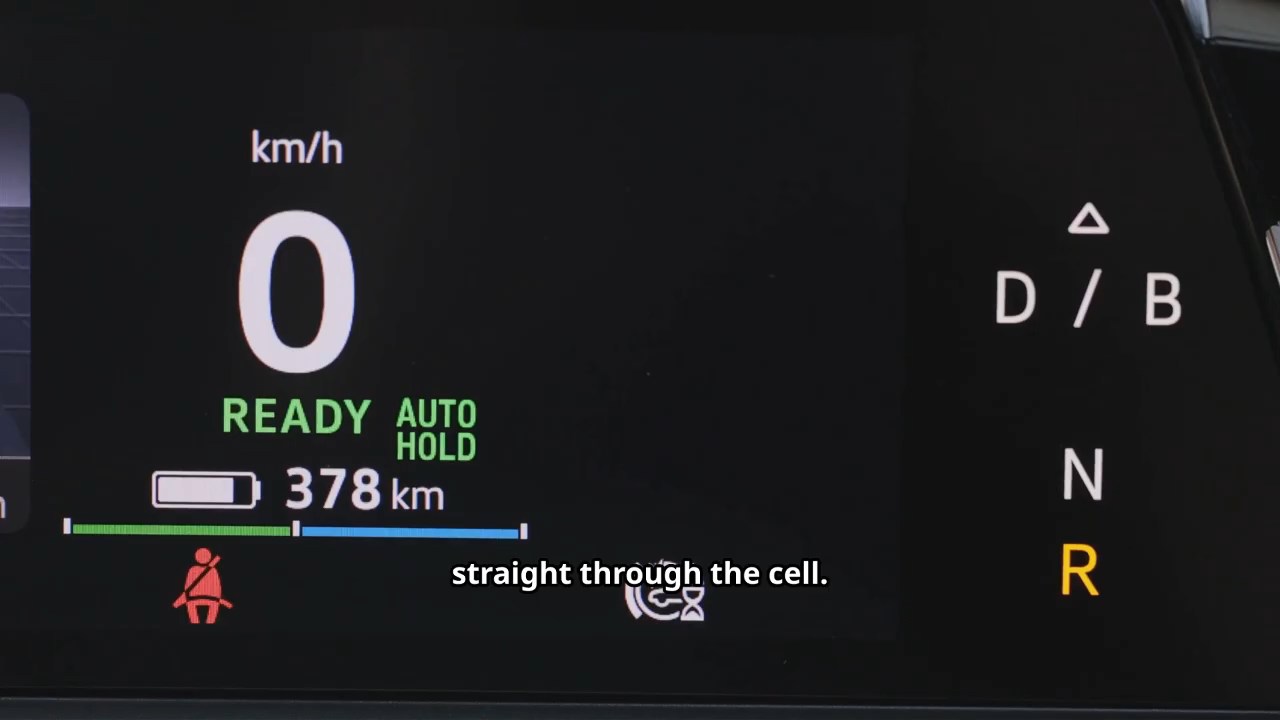 km/h
0
READY AUTO HOLD
378 km
D / B
N
R
straight through the cell.